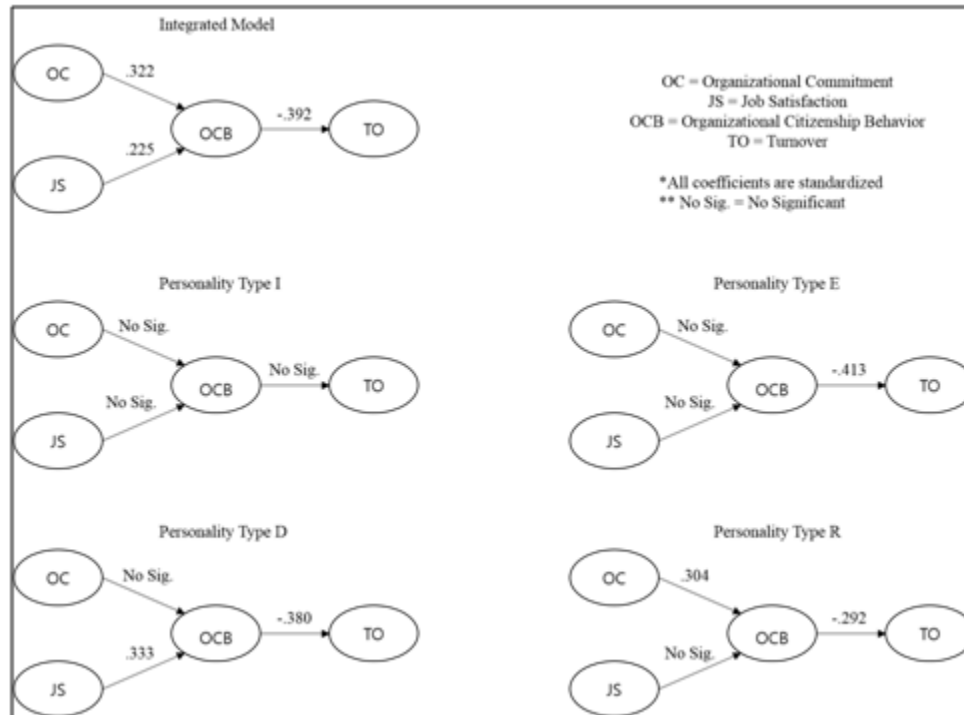 Integrated Model
OC
.322
OCB
-.392
TO
.225
JS
OC = Organizational Commitment
JS = Job Satisfaction
OCB = Organizational Citizenship Behavior
TO = Turnover
*All coefficients are standardized
** No Sig. = No Significant
Personality Type I
OC
No Sig.
OCB
No Sig.
TO
No Sig.
JS
Personality Type E
OC
No Sig.
OCB
-.413
TO
No Sig.
JS
Personality Type D
OC
No Sig.
OCB
-.380
TO
.333
JS
Personality Type R
OC
.304
OCB
-.292
TO
No Sig.
JS